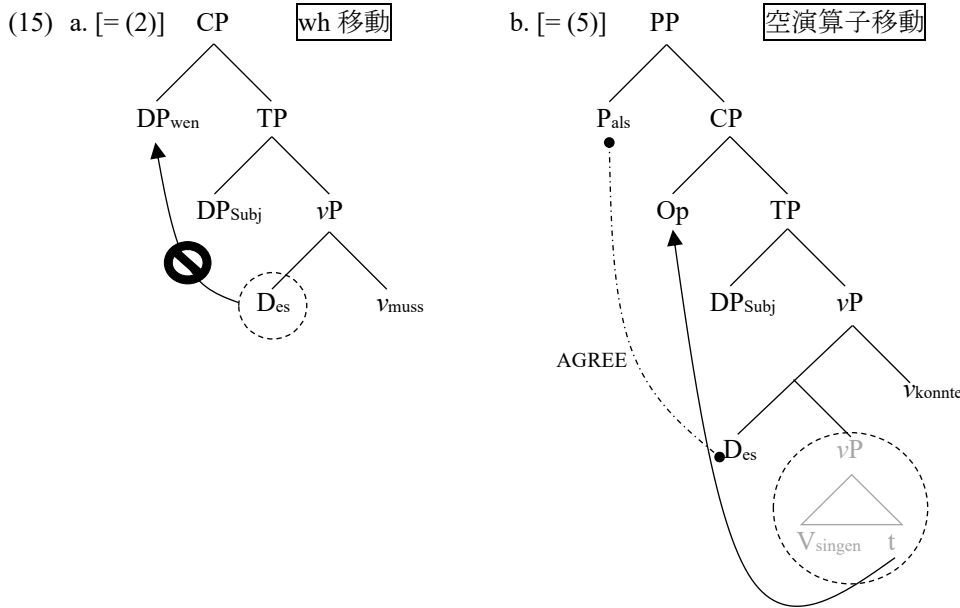 (15) a. [= (2)] CP wh 移動 b. [= (5)] PP 空演算子移動
DPwen TP Pals CP
DPSubj vP Op TP
Des vmuss DPSubj vP
AGREE
vkonnte
Des vP
Vsingen t